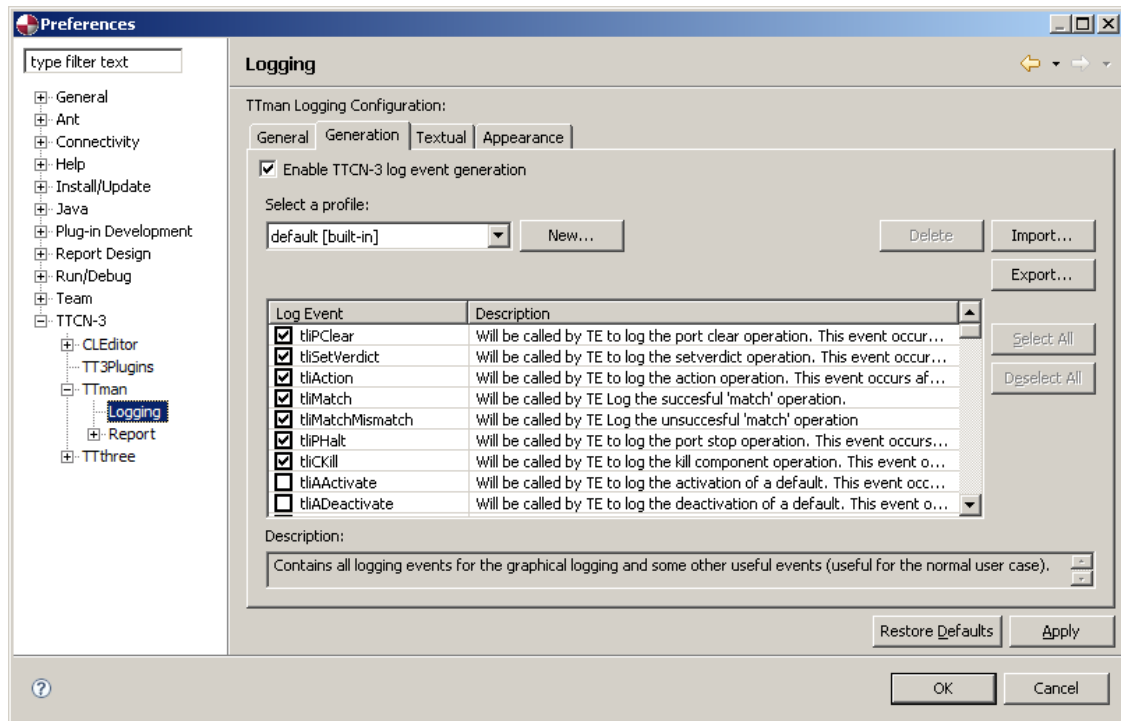 Preferences
type filter text
General
Ant
Connectivity
Help
Install/Update
Java
Plug-in Development
Report Design
Run/Debug
Team
TTCN-3
CLEditor
TT3Plugins
TTman
Logging
Report
TTthree
Logging
TTman Logging Configuration:
General Generation Textual Appearance
Enable TTCN-3 log event generation
Select a profile:
default [built-in] New... Delete Import...
Export...
Log Event Description
tliPClear Will be called by TE to log the port clear operation. This event occur...
tliSetVerdict Will be called by TE to log the setverdict operation. This event occur...
tliAction Will be called by TE to log the action operation. This event occurs af...
tliMatch Will be called by TE Log the succesful 'match' operation.
tliMatchMismatch Will be called by TE Log the unsuccesful 'match' operation
tliPHalt Will be called by TE to log the port stop operation. This event occurs...
tliCKill Will be called by TE to log the kill component operation. This event o...
tliAActivate Will be called by TE to log the activation of a default. This event occ...
tliADeactivate Will be called by TE to log the deactivation of a default. This event o...
Select All
Deselect All
Description:
Contains all logging events for the graphical logging and some other useful events (useful for the normal user case).
Restore Defaults Apply
OK Cancel